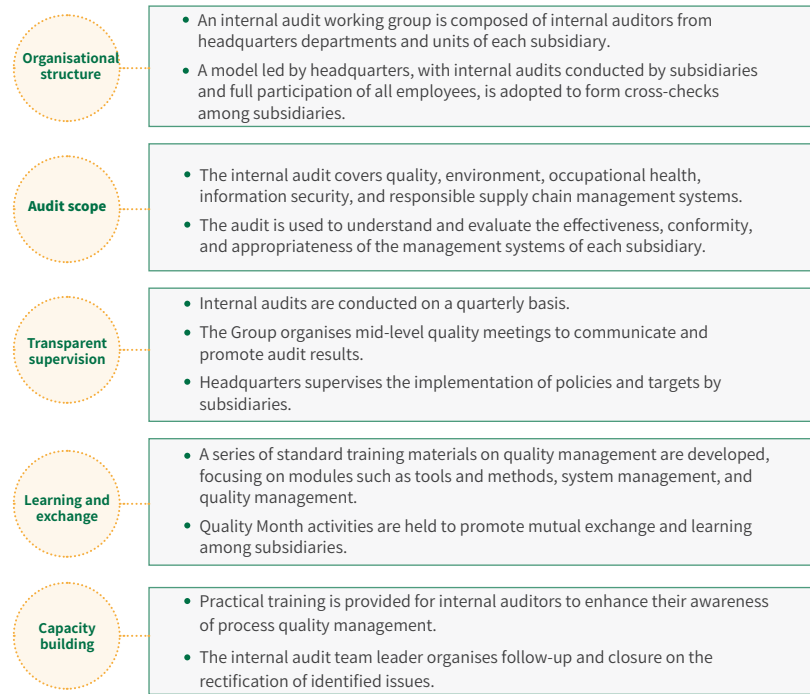 Organisational
structure
• An internal audit working group is composed of internal auditors from
headquarters departments and units of each subsidiary.
• A model led by headquarters, with internal audits conducted by subsidiaries
and full participation of all employees, is adopted to form cross-checks
among subsidiaries.
Audit scope
• The internal audit covers quality, environment, occupational health,
information security, and responsible supply chain management systems.
• The audit is used to understand and evaluate the effectiveness, conformity,
and appropriateness of the management systems of each subsidiary.
Transparent
supervision
• Internal audits are conducted on a quarterly basis.
• The Group organises mid-level quality meetings to communicate and
promote audit results.
• Headquarters supervises the implementation of policies and targets by
subsidiaries.
Learning and
exchange
• A series of standard training materials on quality management are developed,
focusing on modules such as tools and methods, system management, and
quality management.
• Quality Month activities are held to promote mutual exchange and learning
among subsidiaries.
Capacity
building
• Practical training is provided for internal auditors to enhance their awareness
of process quality management.
• The internal audit team leader organises follow-up and closure on the
rectification of identified issues.